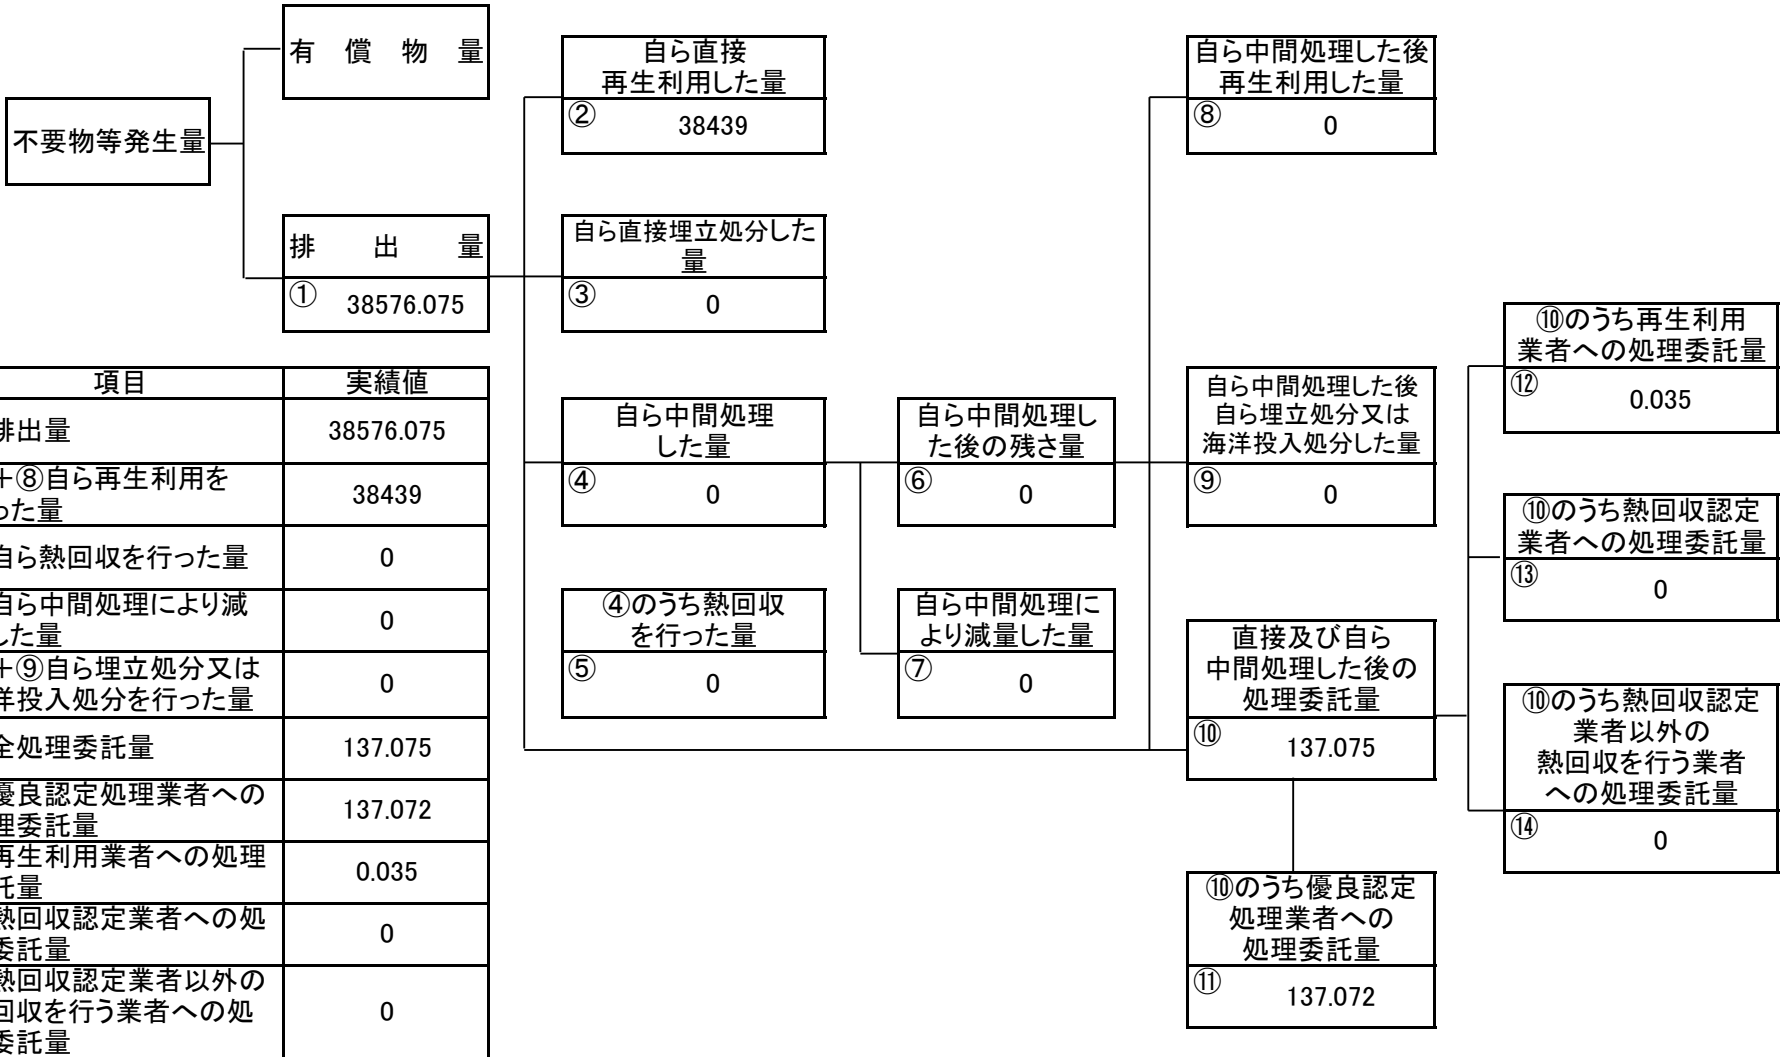 不要物等発生量
有 償 物 量
排 出 量
① 38576.075
自ら直接
再生利用した量
② 38439
自ら直接埋立処分した
量
③ 0
自ら中間処理
した量
④ 0
④のうち熱回収
を行った量
⑤ 0
自ら中間処理し
た後の残さ量
⑥ 0
自ら中間処理に
より減量した量
⑦ 0
自ら中間処理した後
再生利用した量
⑧ 0
自ら中間処理した後
自ら埋立処分又は
海洋投入処分した量
⑨ 0
直接及び自ら
中間処理した後の
処理委託量
⑩ 137.075
⑩のうち優良認定
処理業者への
処理委託量
⑪ 137.072
⑩のうち再生利用
業者への処理委託量
⑫ 0.035
⑩のうち熱回収認定
業者への処理委託量
⑬ 0
⑩のうち熱回収認定
業者以外の
熱回収を行う業者
への処理委託量
⑭ 0
項目 実績値
排出量 38576.075
+⑧自ら再生利用を
った量 38439
自ら熱回収を行った量 0
自ら中間処理により減
した量 0
+⑨自ら埋立処分又は
洋投入処分を行った量 0
全処理委託量 137.075
優良認定処理業者への
理委託量 137.072
再生利用業者への処理
託量 0.035
熱回収認定業者への処
委託量 0
熱回収認定業者以外の
回収を行う業者への処
委託量 0